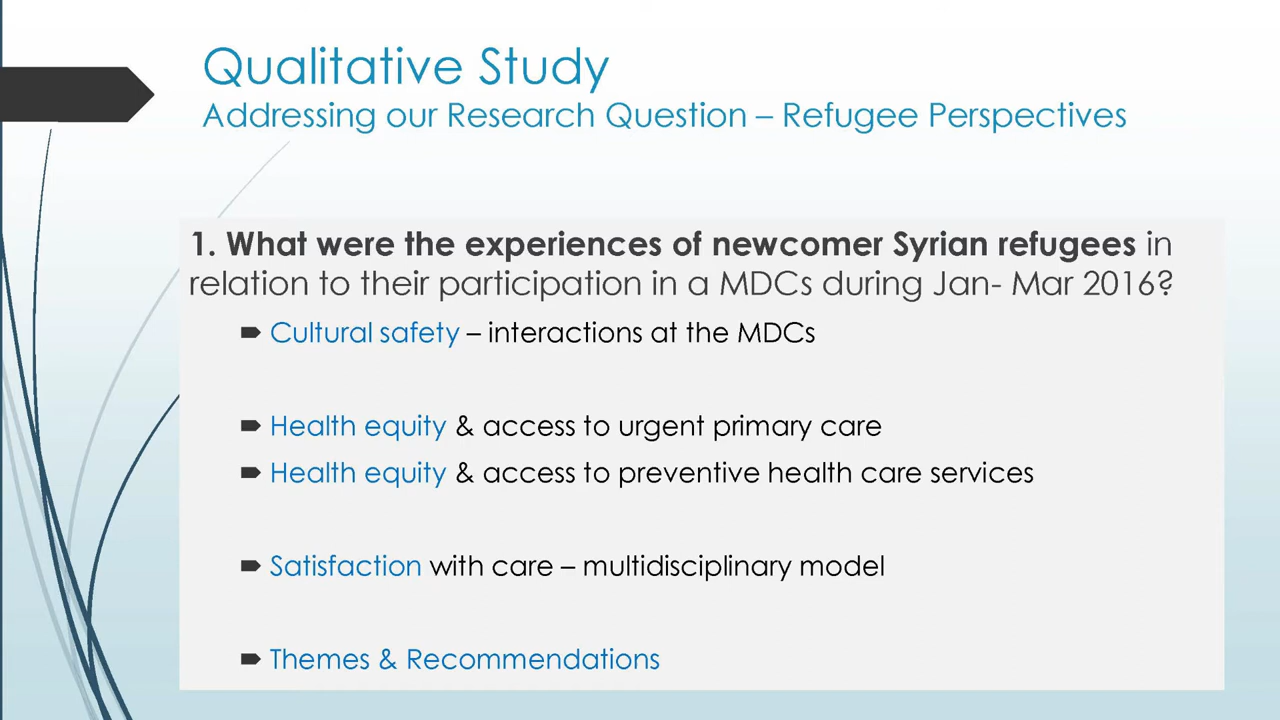 Qualitative Study
Addressing our Research Question – Refugee Perspectives
1. What were the experiences of newcomer Syrian refugees in
relation to their participation in a MDCs during Jan- Mar 2016?
Cultural safety – interactions at the MDCs
Health equity & access to urgent primary care
Health equity & access to preventive health care services
Satisfaction with care – multidisciplinary model
Themes & Recommendations